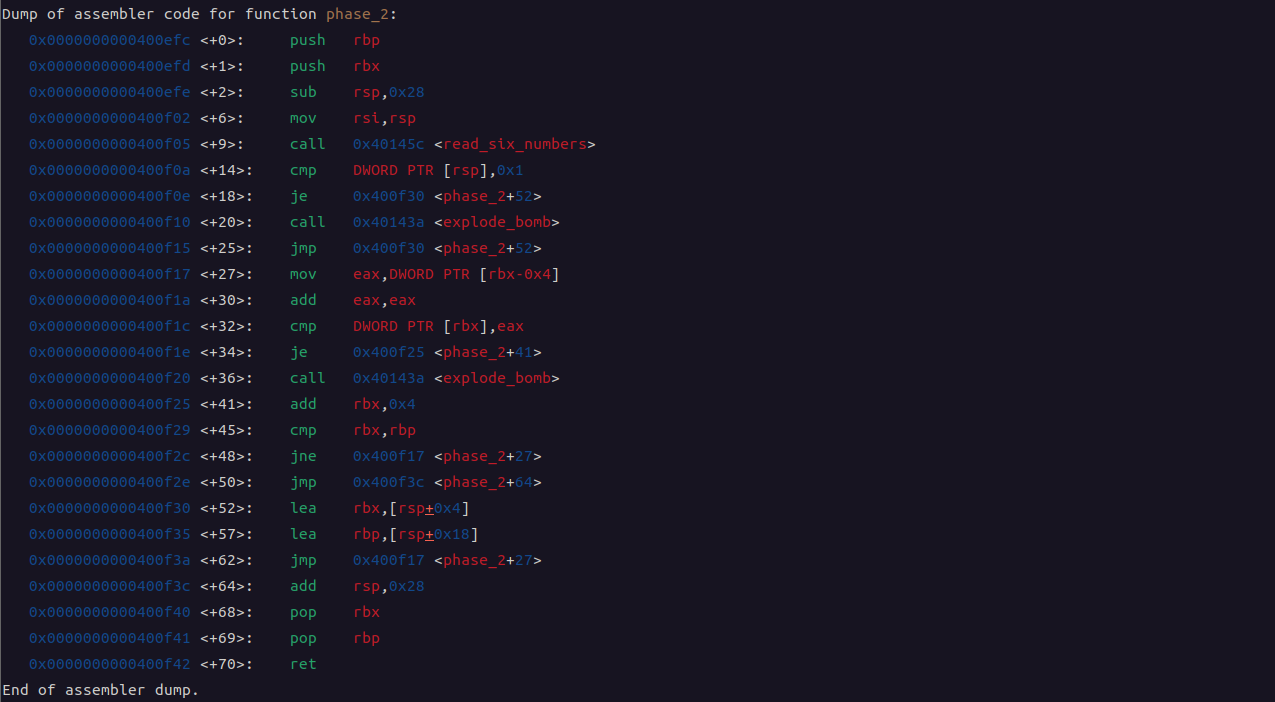 Dump of assembler code for function phase_2:
   0x0000000000400efc <+0>:     push   rbp
   0x0000000000400efd <+1>:     push   rbx
   0x0000000000400efe <+2>:     sub    rsp,0x28
   0x0000000000400f02 <+6>:     mov    rsi,rsp
   0x0000000000400f05 <+9>:     call   0x40145c <read_six_numbers>
   0x0000000000400f0a <+14>:    cmp    DWORD PTR [rsp],0x1
   0x0000000000400f0e <+18>:    je     0x400f30 <phase_2+52>
   0x0000000000400f10 <+20>:    call   0x40143a <explode_bomb>
   0x0000000000400f15 <+25>:    jmp    0x400f30 <phase_2+52>
   0x0000000000400f17 <+27>:    mov    eax,DWORD PTR [rbx-0x4]
   0x0000000000400f1a <+30>:    add    eax,eax
   0x0000000000400f1c <+32>:    cmp    DWORD PTR [rbx],eax
   0x0000000000400f1e <+34>:    je     0x400f25 <phase_2+41>
   0x0000000000400f20 <+36>:    call   0x40143a <explode_bomb>
   0x0000000000400f25 <+41>:    add    rbx,0x4
   0x0000000000400f29 <+45>:    cmp    rbx,rbp
   0x0000000000400f2c <+48>:    jne    0x400f17 <phase_2+27>
   0x0000000000400f2e <+50>:    jmp    0x400f3c <phase_2+64>
   0x0000000000400f30 <+52>:    lea    rbx,[rsp+0x4]
   0x0000000000400f35 <+57>:    lea    rbp,[rsp+0x18]
   0x0000000000400f3a <+62>:    jmp    0x400f17 <phase_2+27>
   0x0000000000400f3c <+64>:    add    rsp,0x28
   0x0000000000400f40 <+68>:    pop    rbx
   0x0000000000400f41 <+69>:    pop    rbp
   0x0000000000400f42 <+70>:    ret
End of assembler dump.